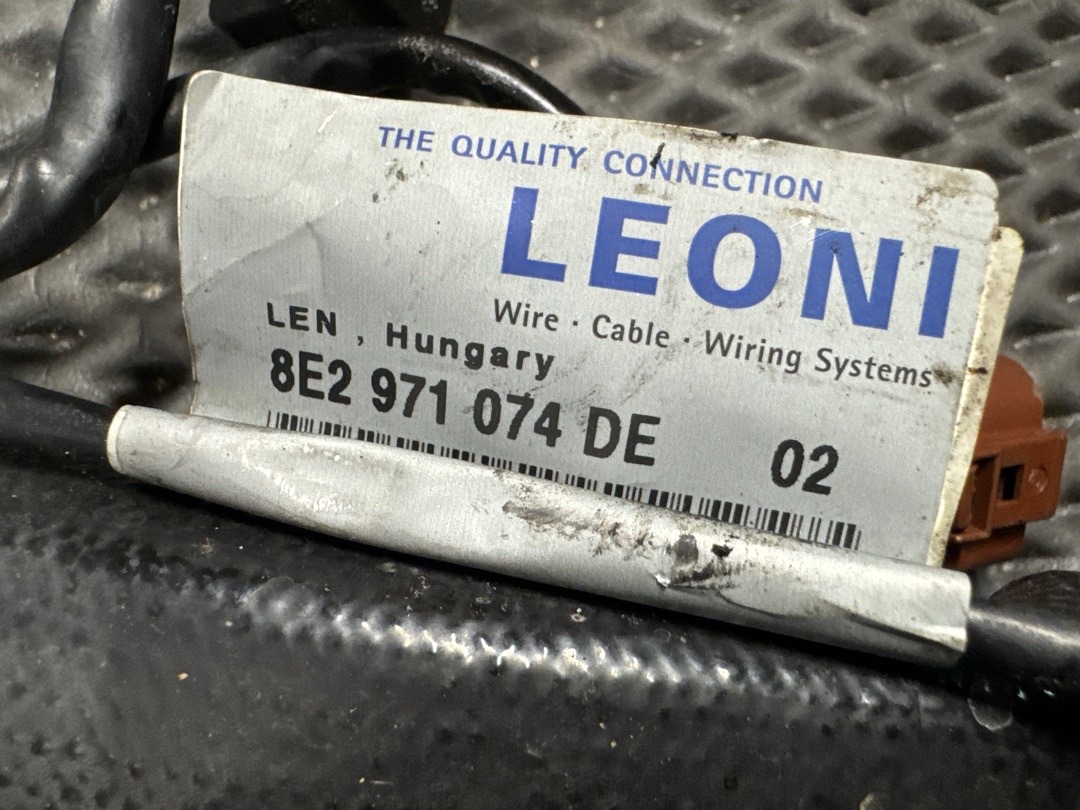 THE QUALITY CONNECTION
LEONI
Wire · Cable · Wiring Systems
LEN , Hungary
8E2 971 074 DE 02